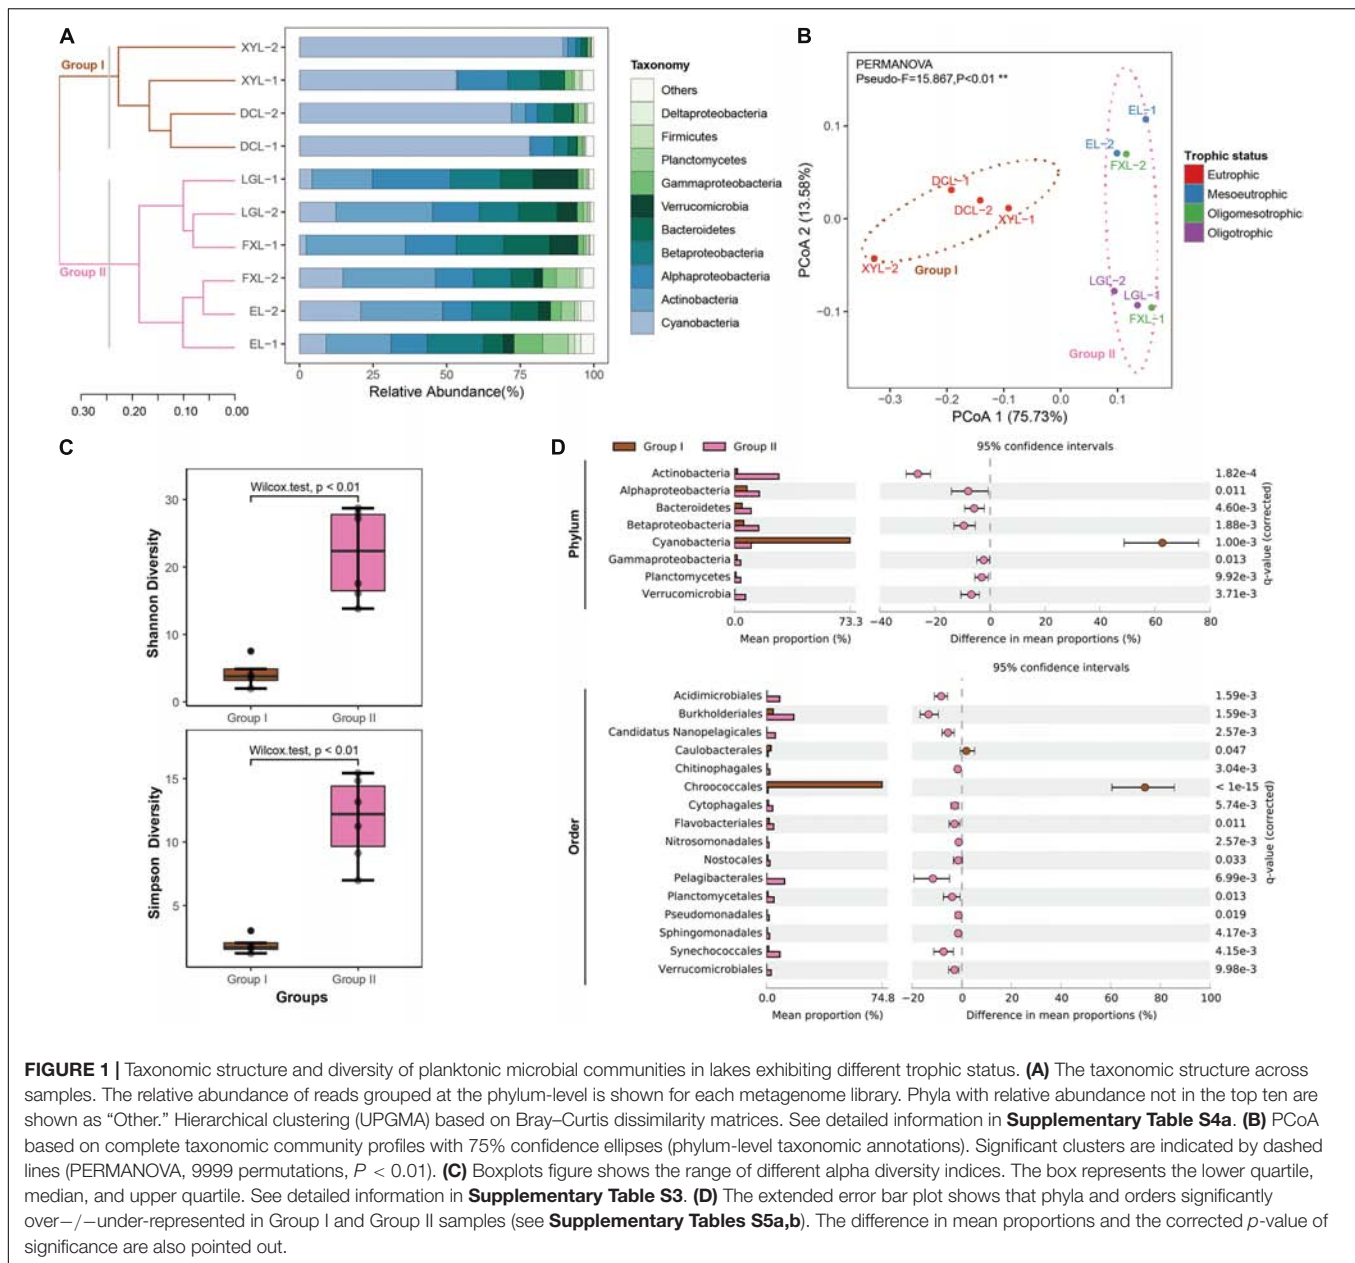 A
XYL-2
Group I
XYL-1
DCL-2
DCL-1
LGL-1
LGL-2
FXL-1
FXL-2
Group II
EL-2
EL-1
0.30 0.20 0.10 0.00
0 25 50 75 100
Relative Abundance(%)
Taxonomy
Others
Deltaproteobacteria
Firmicutes
Planctomycetes
Gammaproteobacteria
Verrucomicrobia
Bacteroidetes
Betaproteobacteria
Alphaproteobacteria
Actinobacteria
Cyanobacteria
B
PERMANOVA
Pseudo-F=15.867,P<0.01 **
EL-1
EL-2
FXL-2
DCL-1
DCL-2
XYL-1
XYL-2
Group I
LGL-2
LGL-1
FXL-1
Group II
0.1
0.0
−0.1
PCoA 2 (13.58%)
−0.3 −0.2 −0.1 0.0 0.1
PCoA 1 (75.73%)
Trophic status
Eutrophic
Mesoeutrophic
Oligomesotrophic
Oligotrophic
C
Wilcox.test, p < 0.01
30
20
10
0
Shannon Diversity
Group I Group II
Wilcox.test, p < 0.01
15
10
5
Simpson Diversity
Group I Group II
Groups
D
Group I Group II
95% confidence intervals
Phylum
Actinobacteria 1.82e-4
Alphaproteobacteria 0.011
Bacteroidetes 4.60e-3
Betaproteobacteria 1.88e-3
Cyanobacteria 1.00e-3
Gammaproteobacteria 0.013
Planctomycetes 9.92e-3
Verrucomicrobia 3.71e-3
q-value (corrected)
0.0 73.3 −40 −20 0 20 40 60 80
Mean proportion (%) Difference in mean proportions (%)
95% confidence intervals
Order
Acidimicrobiales 1.59e-3
Burkholderiales 1.59e-3
Candidatus Nanopelagicales 2.57e-3
Caulobacterales 0.047
Chitinophagales 3.04e-3
Chroococcales < 1e-15
Cytophagales 5.74e-3
Flavobacteriales 0.011
Nitrosomonadales 2.57e-3
Nostocales 0.033
Pelagibacterales 6.99e-3
Planctomycetales 0.013
Pseudomonadales 0.019
Sphingomonadales 4.17e-3
Synechococcales 4.15e-3
Verrucomicrobiales 9.98e-3
q-value (corrected)
0.0 74.8 −20 0 20 40 60 80 100
Mean proportion (%) Difference in mean proportions (%)
FIGURE 1 | Taxonomic structure and diversity of planktonic microbial communities in lakes exhibiting different trophic status. (A) The taxonomic structure across
samples. The relative abundance of reads grouped at the phylum-level is shown for each metagenome library. Phyla with relative abundance not in the top ten are
shown as “Other.” Hierarchical clustering (UPGMA) based on Bray–Curtis dissimilarity matrices. See detailed information in Supplementary Table S4a. (B) PCoA
based on complete taxonomic community profiles with 75% confidence ellipses (phylum-level taxonomic annotations). Significant clusters are indicated by dashed
lines (PERMANOVA, 9999 permutations, P < 0.01). (C) Boxplots figure shows the range of different alpha diversity indices. The box represents the lower quartile,
median, and upper quartile. See detailed information in Supplementary Table S3. (D) The extended error bar plot shows that phyla and orders significantly
over−/−under-represented in Group I and Group II samples (see Supplementary Tables S5a,b). The difference in mean proportions and the corrected p-value of
significance are also pointed out.